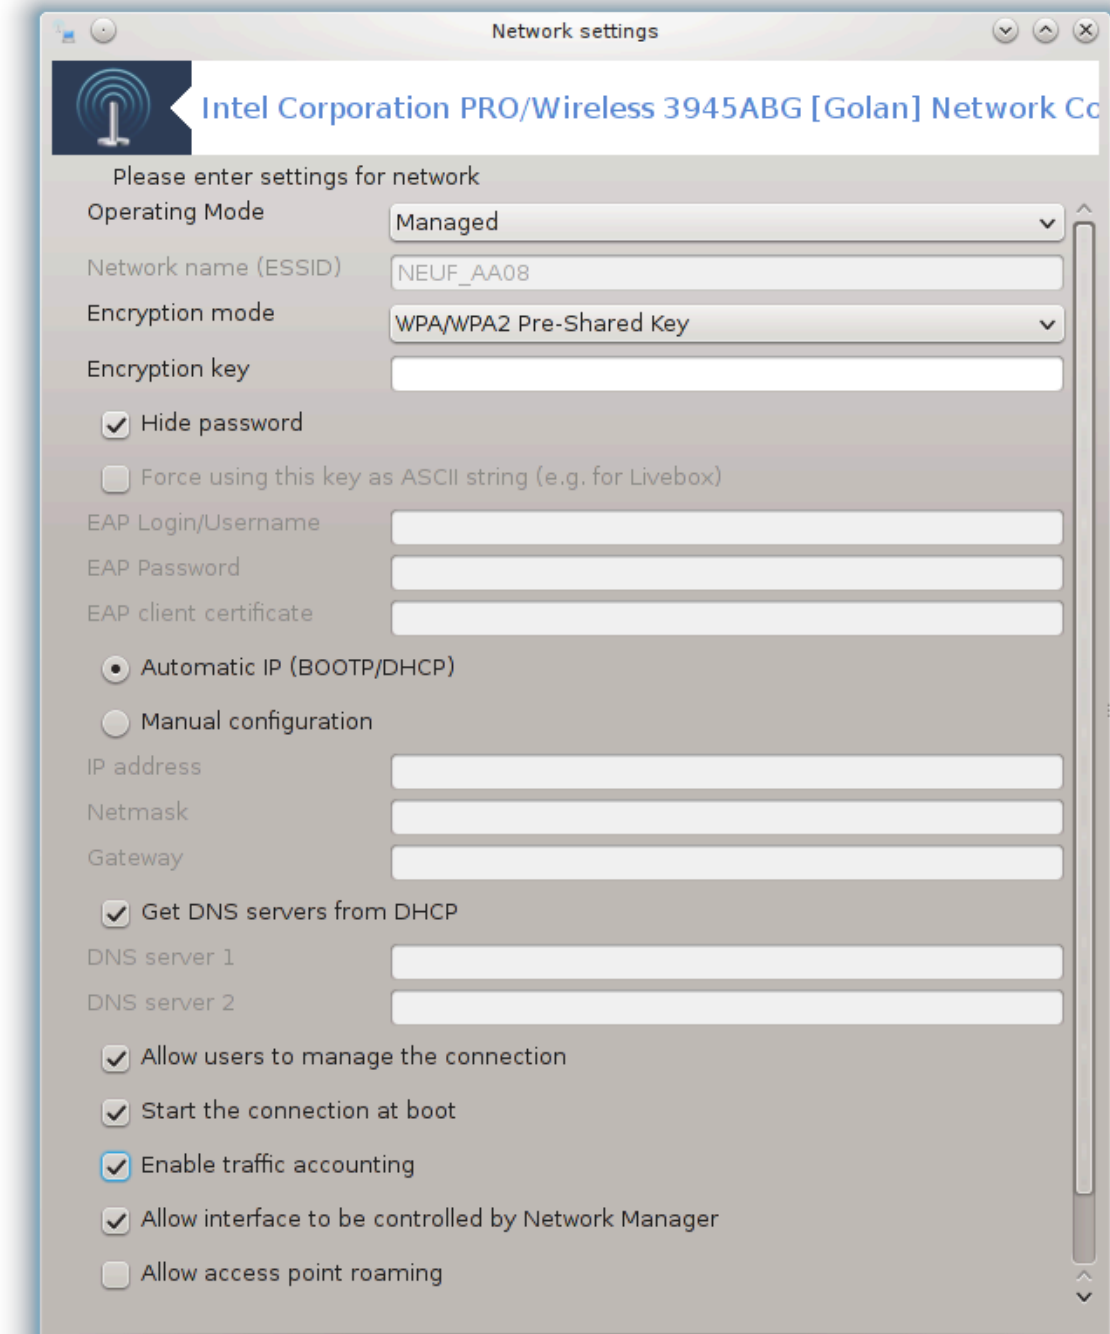 Network settings
Intel Corporation PRO/Wireless 3945ABG [Golan] Network Co
Please enter settings for network
Operating Mode
Managed
Network name (ESSID)
NEUF_AA08
Encryption mode
WPA/WPA2 Pre-Shared Key
Encryption key
Hide password
Force using this key as ASCII string (e.g. for Livebox)
EAP Login/Username
EAP Password
EAP client certificate
Automatic IP (BOOTP/DHCP)
Manual configuration
IP address
Netmask
Gateway
Get DNS servers from DHCP
DNS server 1
DNS server 2
Allow users to manage the connection
Start the connection at boot
Enable traffic accounting
Allow interface to be controlled by Network Manager
Allow access point roaming